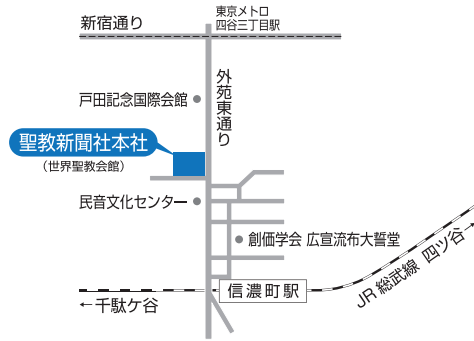 新宿通り
東京メトロ
四谷三丁目駅
外苑東通り
戸田記念国際会館
聖教新聞社本社
（世界聖教会館）
民音文化センター
創価学会 広宣流布大誓堂
信濃町駅
JR 総武線 四ツ谷→
←千駄ケ谷